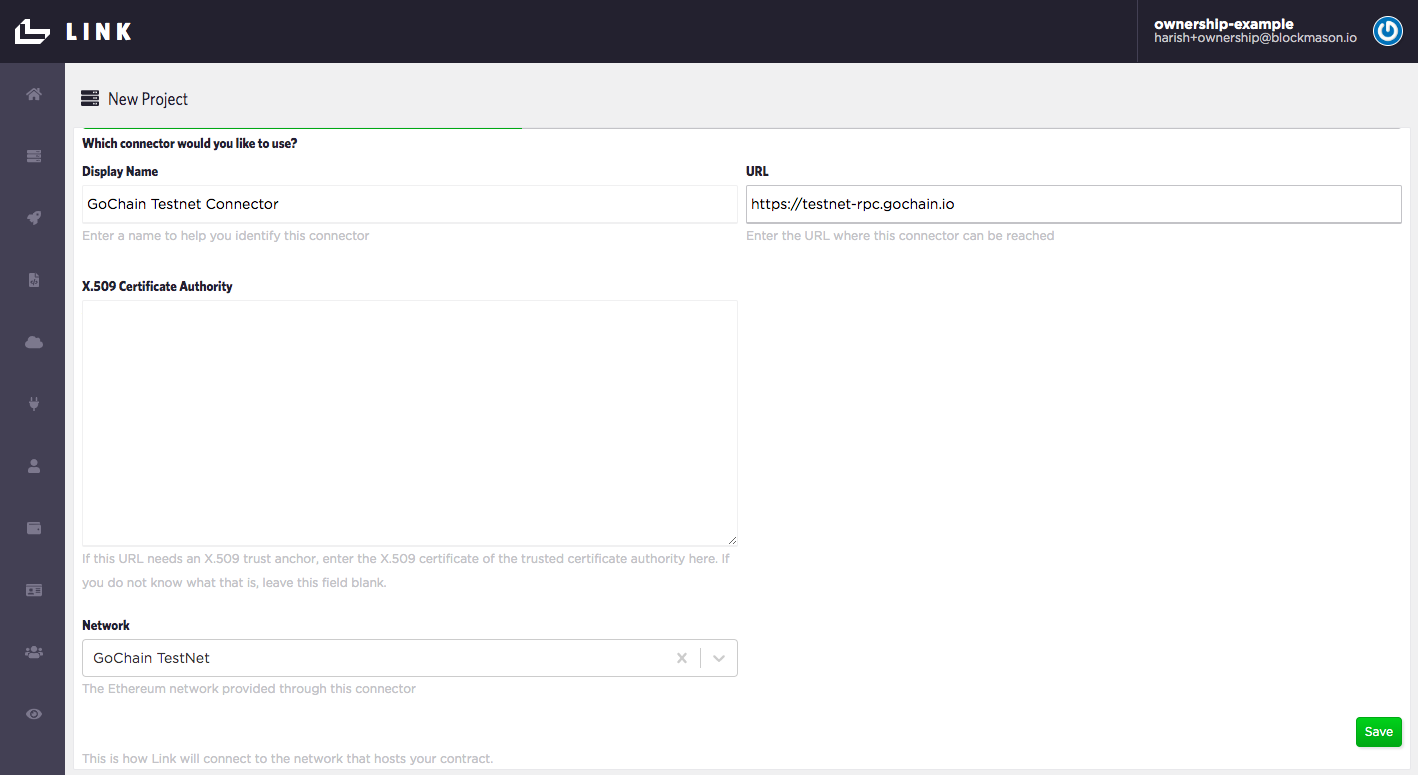 LINK
ownership-example
harish+ownership@blockmason.io
New Project
Which connector would you like to use?
Display Name
URL
GoChain Testnet Connector
https://testnet-rpc.gochain.io
Enter a name to help you identify this connector
Enter the URL where this connector can be reached
X.509 Certificate Authority
If this URL needs an X.509 trust anchor, enter the X.509 certificate of the trusted certificate authority here. If
you do not know what that is, leave this field blank.
Network
GoChain TestNet
The Ethereum network provided through this connector
Save
This is how Link will connect to the network that hosts your contract.